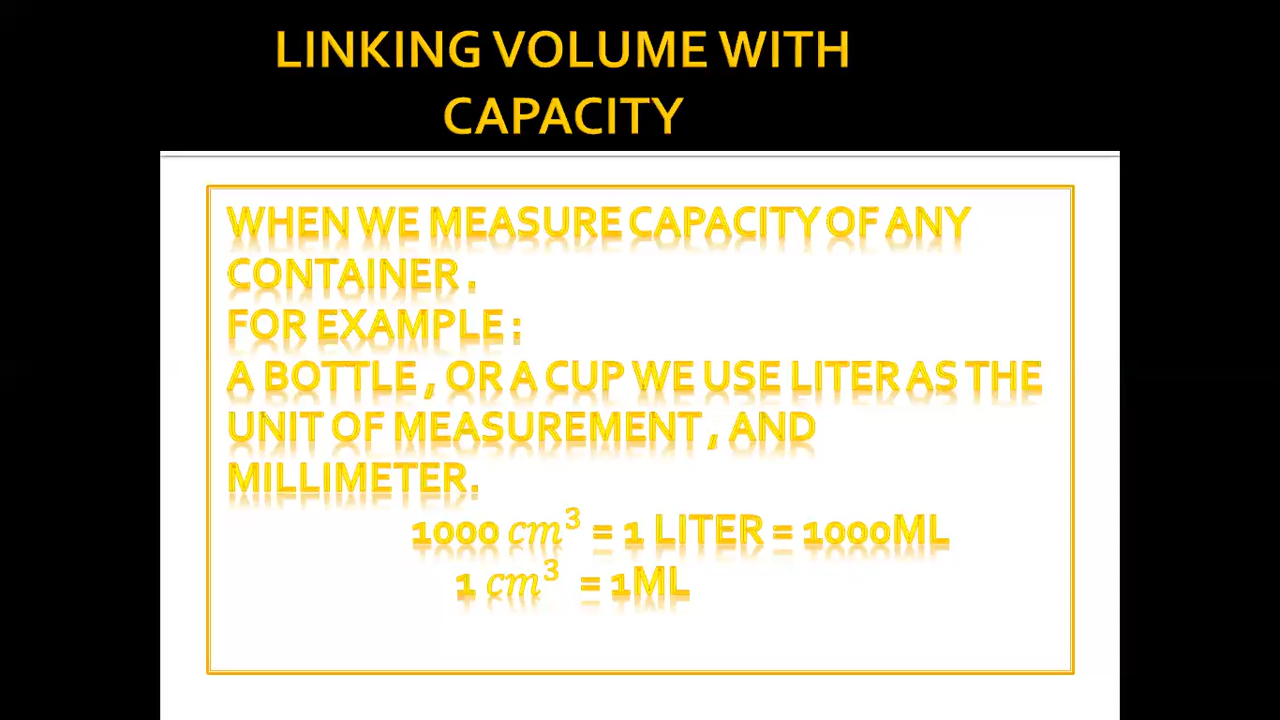 LINKING VOLUME WITH
CAPACITY
WHEN WE MEASURE CAPACITY OF ANY
CONTAINER .
FOR EXAMPLE :
A BOTTLE , OR A CUP WE USE LITER AS THE
UNIT OF MEASUREMENT , AND
MILLIMETER.
1000 cm³ = 1 LITER = 1000ML
1 cm³ = 1ML